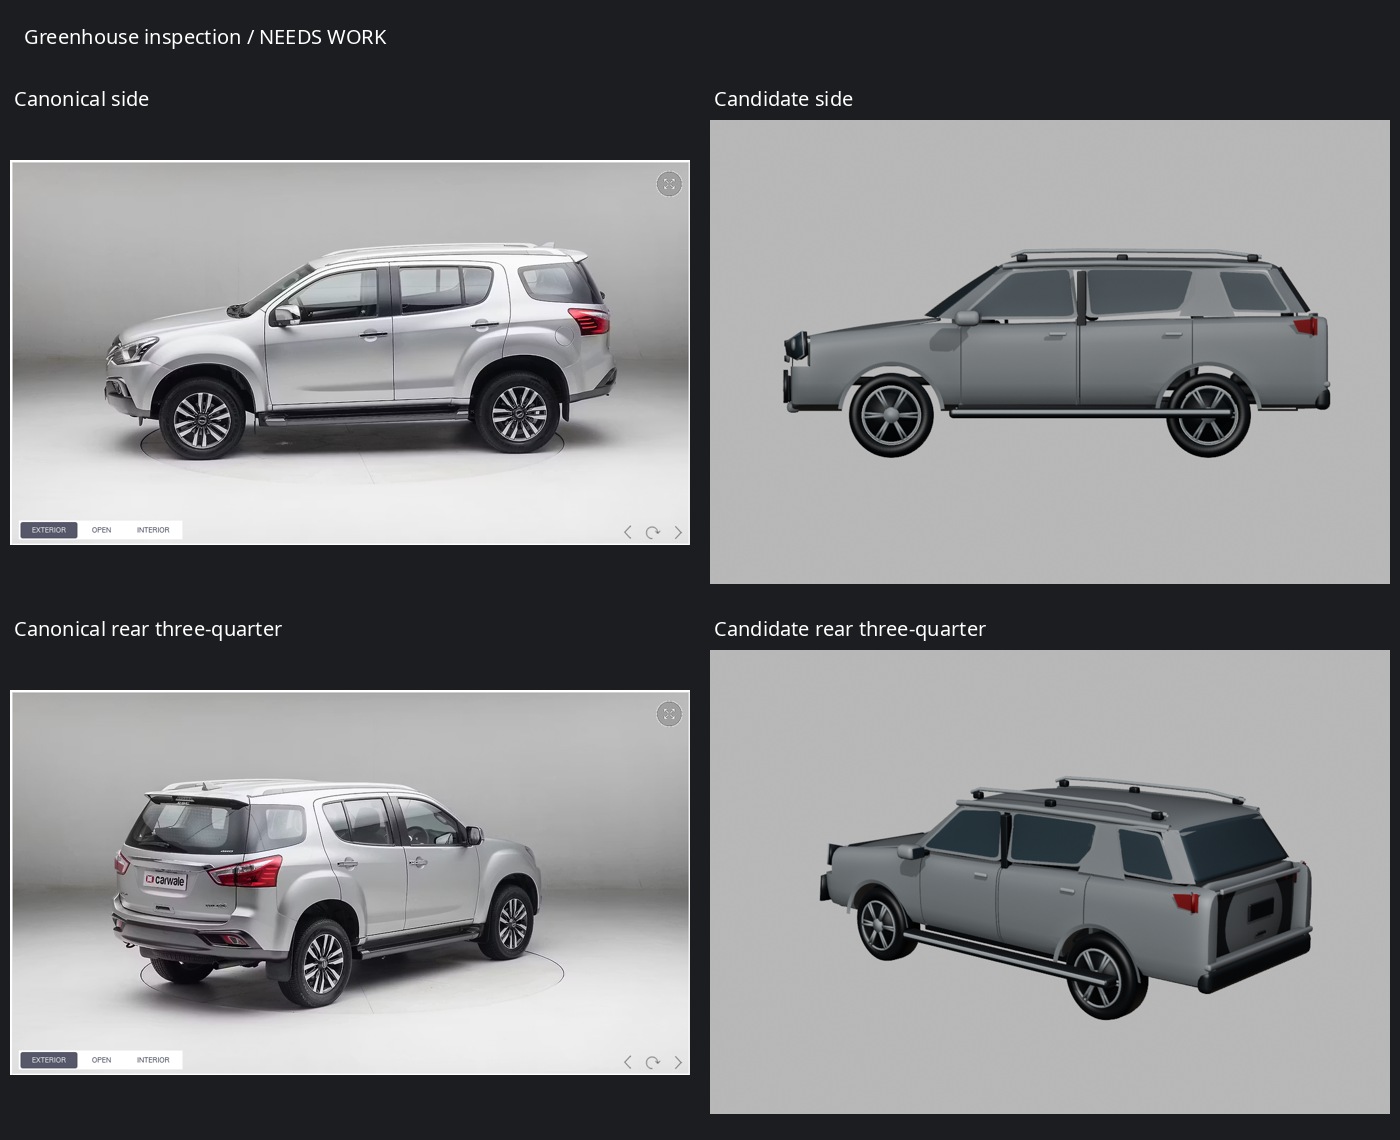 Greenhouse inspection / NEEDS WORK
Canonical side
Candidate side
EXTERIOR OPEN INTERIOR
Canonical rear three-quarter
Candidate rear three-quarter
carwale
EXTERIOR OPEN INTERIOR